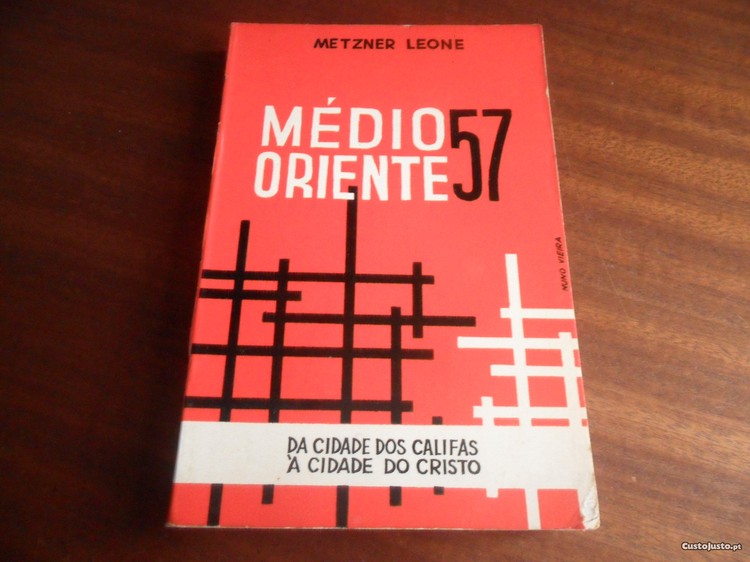 METZNER LEONE
MÉDIO 57
ORIENTE
NUNO VIEIRA
DA CIDADE DOS CALIFAS
À CIDADE DO CRISTO
CustoJusto.pt